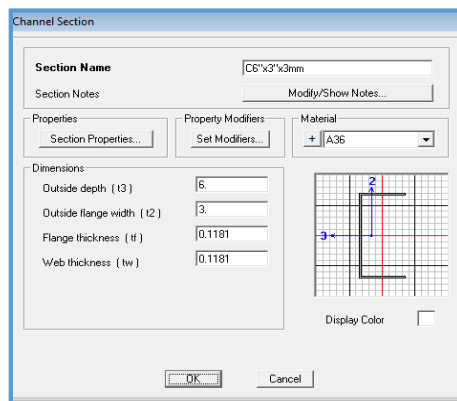 Channel Section
Section Name C6"x3"x3mm
Section Notes Modify/Show Notes...
Properties Property Modifiers Material
Section Properties... Set Modifiers... + A36
Dimensions
Outside depth ( t3 ) 6.
Outside flange width ( t2 ) 3.
Flange thickness ( tf ) 0.1181
Web thickness ( tw ) 0.1181
2
3
Display Color
OK Cancel